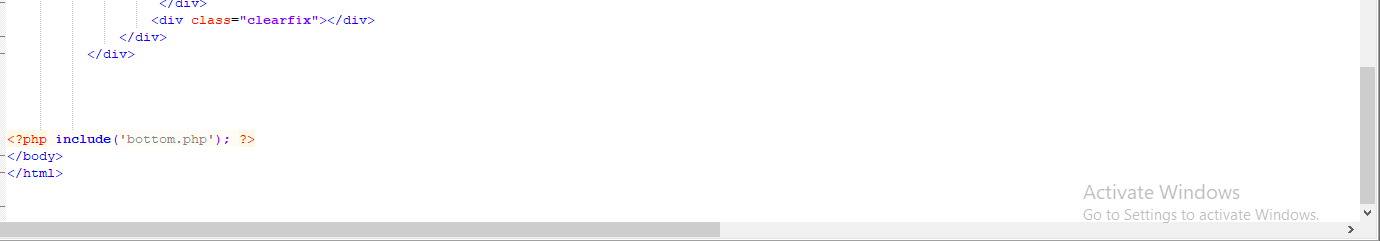 </div>
<div class="clearfix"></div>
</div>
</div>
<?php include('bottom.php'); ?>
</body>
</html>
Activate Windows
Go to Settings to activate Windows.